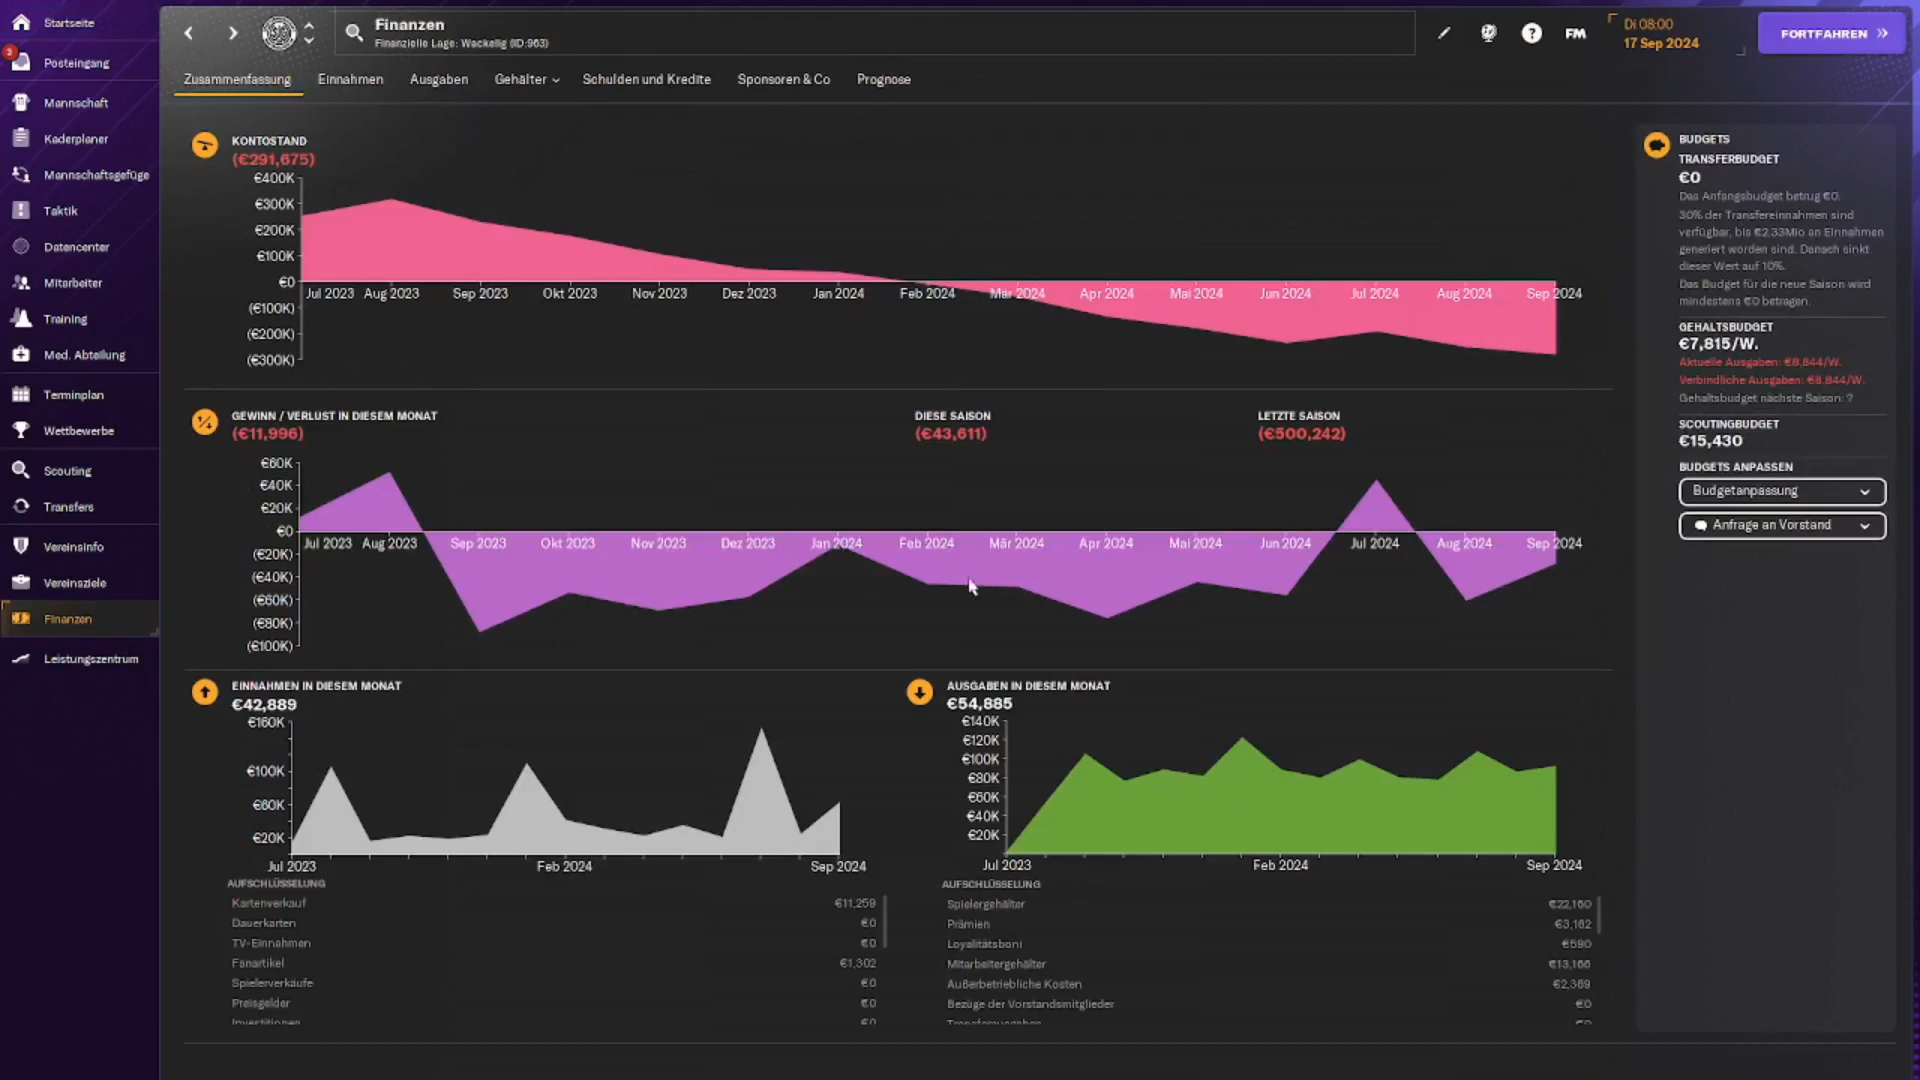 Startseite
3
Posteingang
Mannschaft
Kaderplaner
Mannschaftsgefüge
Taktik
Datencenter
Mitarbeiter
Training
Med. Abteilung
Terminplan
Wettbewerbe
Scouting
Transfers
Vereinsinfo
Vereinsziele
Finanzen
Leistungszentrum
Finanzen
Finanzielle Lage: Wackelig (ID:963)
FM
Di 08:00
17 Sep 2024
FORTFAHREN
Zusammenfassung
Einnahmen
Ausgaben
Gehälter
Schulden und Kredite
Sponsoren & Co
Prognose
KONTOSTAND
(€291,675)
€400K
€300K
€200K
€100K
€0
(€100K)
(€200K)
(€300K)
Jul 2023 Aug 2023 Sep 2023 Okt 2023 Nov 2023 Dez 2023 Jan 2024 Feb 2024 Mär 2024 Apr 2024 Mai 2024 Jun 2024 Jul 2024 Aug 2024 Sep 2024
GEWINN / VERLUST IN DIESEM MONAT
(€11,996)
DIESE SAISON
(€43,611)
LETZTE SAISON
(€500,242)
€60K
€40K
€20K
€0
(€20K)
(€40K)
(€60K)
(€80K)
(€100K)
Jul 2023 Aug 2023 Sep 2023 Okt 2023 Nov 2023 Dez 2023 Jan 2024 Feb 2024 Mär 2024 Apr 2024 Mai 2024 Jun 2024 Jul 2024 Aug 2024 Sep 2024
EINNAHMEN IN DIESEM MONAT
€42,889
€160K
€100K
€60K
€20K
Jul 2023 Feb 2024 Sep 2024
AUFSCHLÜSSELUNG
Kartenverkauf €11,259
Dauerkarten €0
TV-Einnahmen €0
Fanartikel €1,302
Spielerverkäufe €0
Preisgelder €0
Investitionen €0
AUSGABEN IN DIESEM MONAT
€54,885
€140K
€120K
€100K
€80K
€60K
€40K
€20K
Jul 2023 Feb 2024 Sep 2024
AUFSCHLÜSSELUNG
Spielergehälter €22,160
Prämien €3,162
Loyalitätsboni €590
Mitarbeitergehälter €13,166
Außerbetriebliche Kosten €2,369
Bezüge der Vorstandsmitglieder €0
Transferausgaben €0
BUDGETS
TRANSFERBUDGET
€0
Das Anfangsbudget betrug €0.
30% der Transfereinnahmen sind
verfügbar, bis €2.33Mio an Einnahmen
generiert worden sind. Danach sinkt
dieser Wert auf 10%.
Das Budget für die neue Saison wird
mindestens €0 betragen.
GEHALTSBUDGET
€7,815/W.
Aktuelle Ausgaben: €8,844/W.
Verbindliche Ausgaben: €8,844/W.
Gehaltsbudget nächste Saison: ?
SCOUTINGBUDGET
€15,430
BUDGETS ANPASSEN
Budgetanpassung
Anfrage an Vorstand